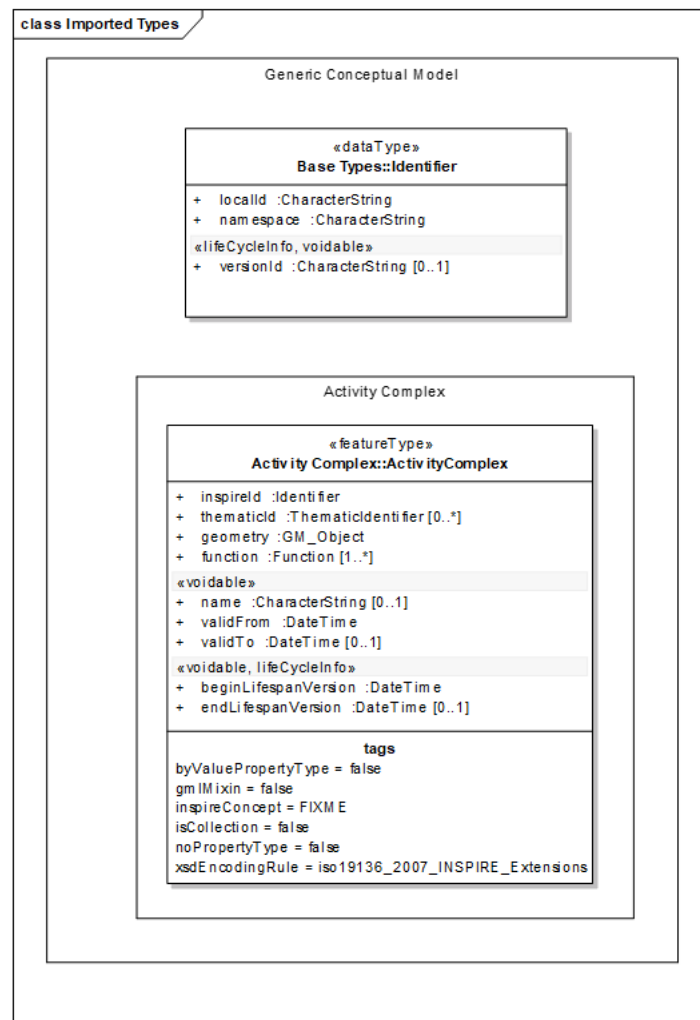 class Imported Types
Generic Conceptual Model
«dataType»
Base Types::Identifier
+ localId :CharacterString
+ namespace :CharacterString
«lifeCycleInfo, voidable»
+ versionId :CharacterString [0..1]
Activity Complex
«featureType»
Activity Complex::ActivityComplex
+ inspireId :Identifier
+ thematicId :ThematicIdentifier [0..*]
+ geometry :GM_Object
+ function :Function [1..*]
«voidable»
+ name :CharacterString [0..1]
+ validFrom :DateTime
+ validTo :DateTime [0..1]
«voidable, lifeCycleInfo»
+ beginLifespanVersion :DateTime
+ endLifespanVersion :DateTime [0..1]
tags
byValuePropertyType = false
gmlMixin = false
inspireConcept = FIXME
isCollection = false
noPropertyType = false
xsdEncodingRule = iso19136_2007_INSPIRE_Extensions